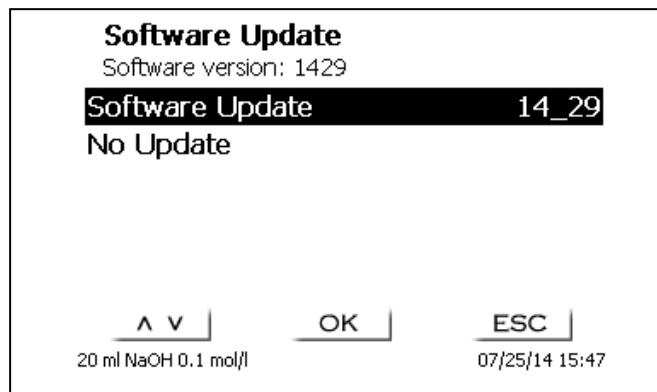 Software Update
Software version: 1429
Software Update 14_29
No Update
∧ ∨ OK ESC
20 ml NaOH 0.1 mol/l 07/25/14 15:47